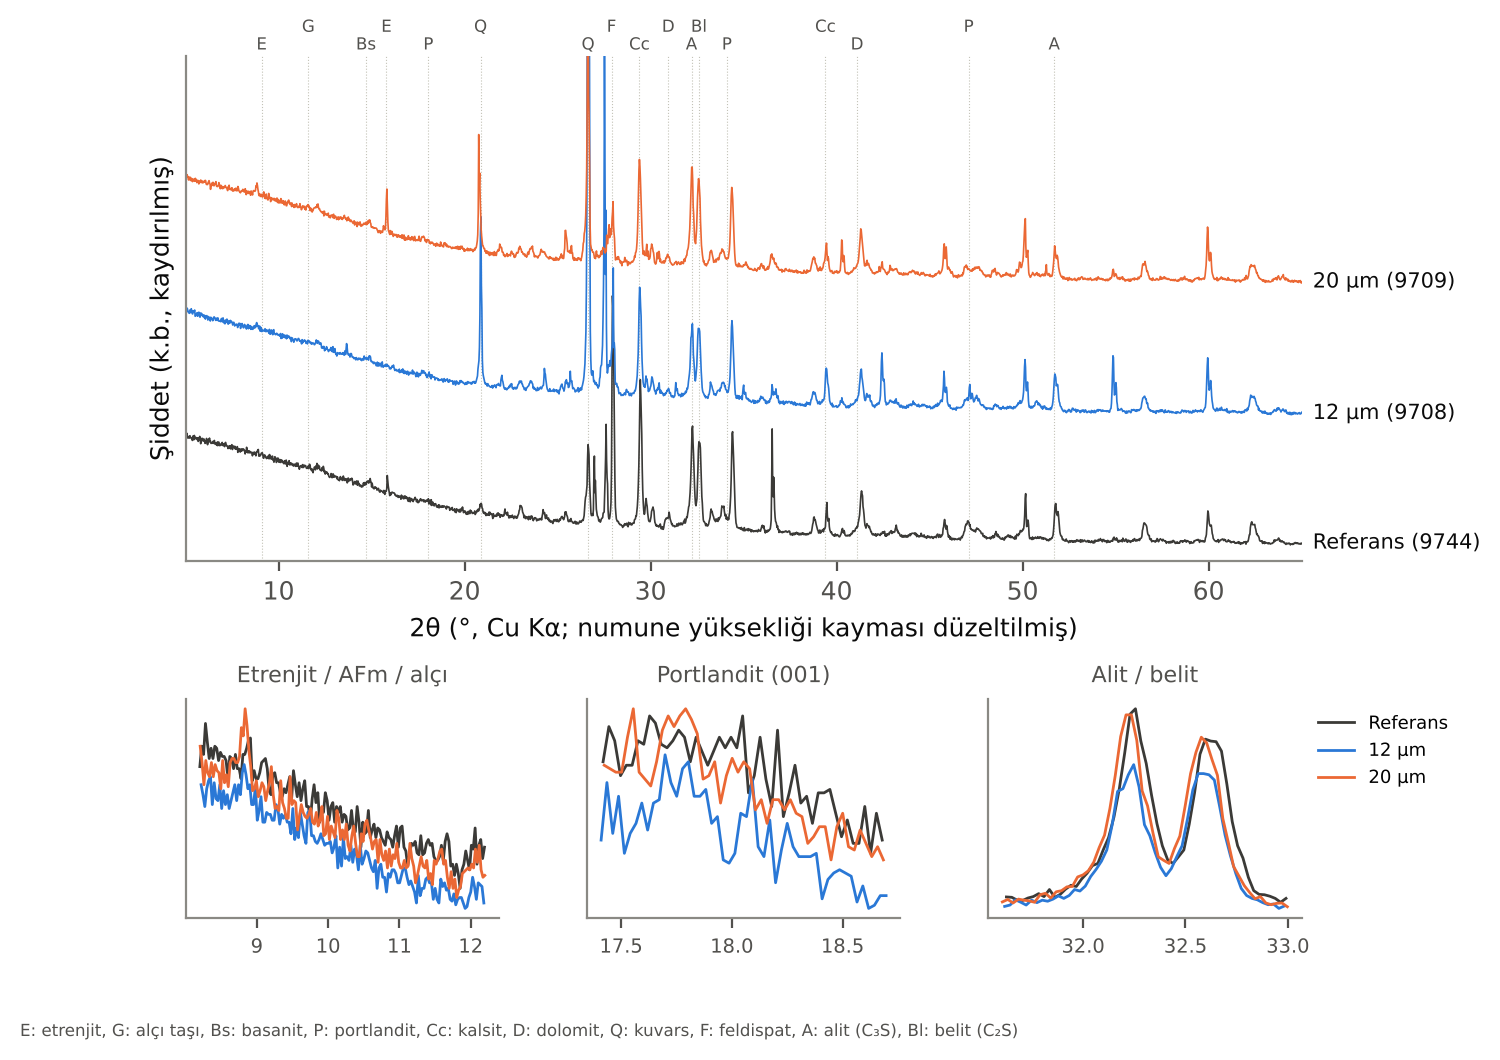 G E Q F D Bl Cc P
E Bs P Q Cc A P D A
Şiddet (k.b., kaydırılmış)
20 µm (9709)
12 µm (9708)
Referans (9744)
10 20 30 40 50 60
2θ (°, Cu Kα; numune yüksekliği kayması düzeltilmiş)
Etrenjit / AFm / alçı
Portlandit (001)
Alit / belit
Referans
12 µm
20 µm
9 10 11 12
17.5 18.0 18.5
32.0 32.5 33.0
E: etrenjit, G: alçı taşı, Bs: basanit, P: portlandit, Cc: kalsit, D: dolomit, Q: kuvars, F: feldispat, A: alit (C₃S), Bl: belit (C₂S)